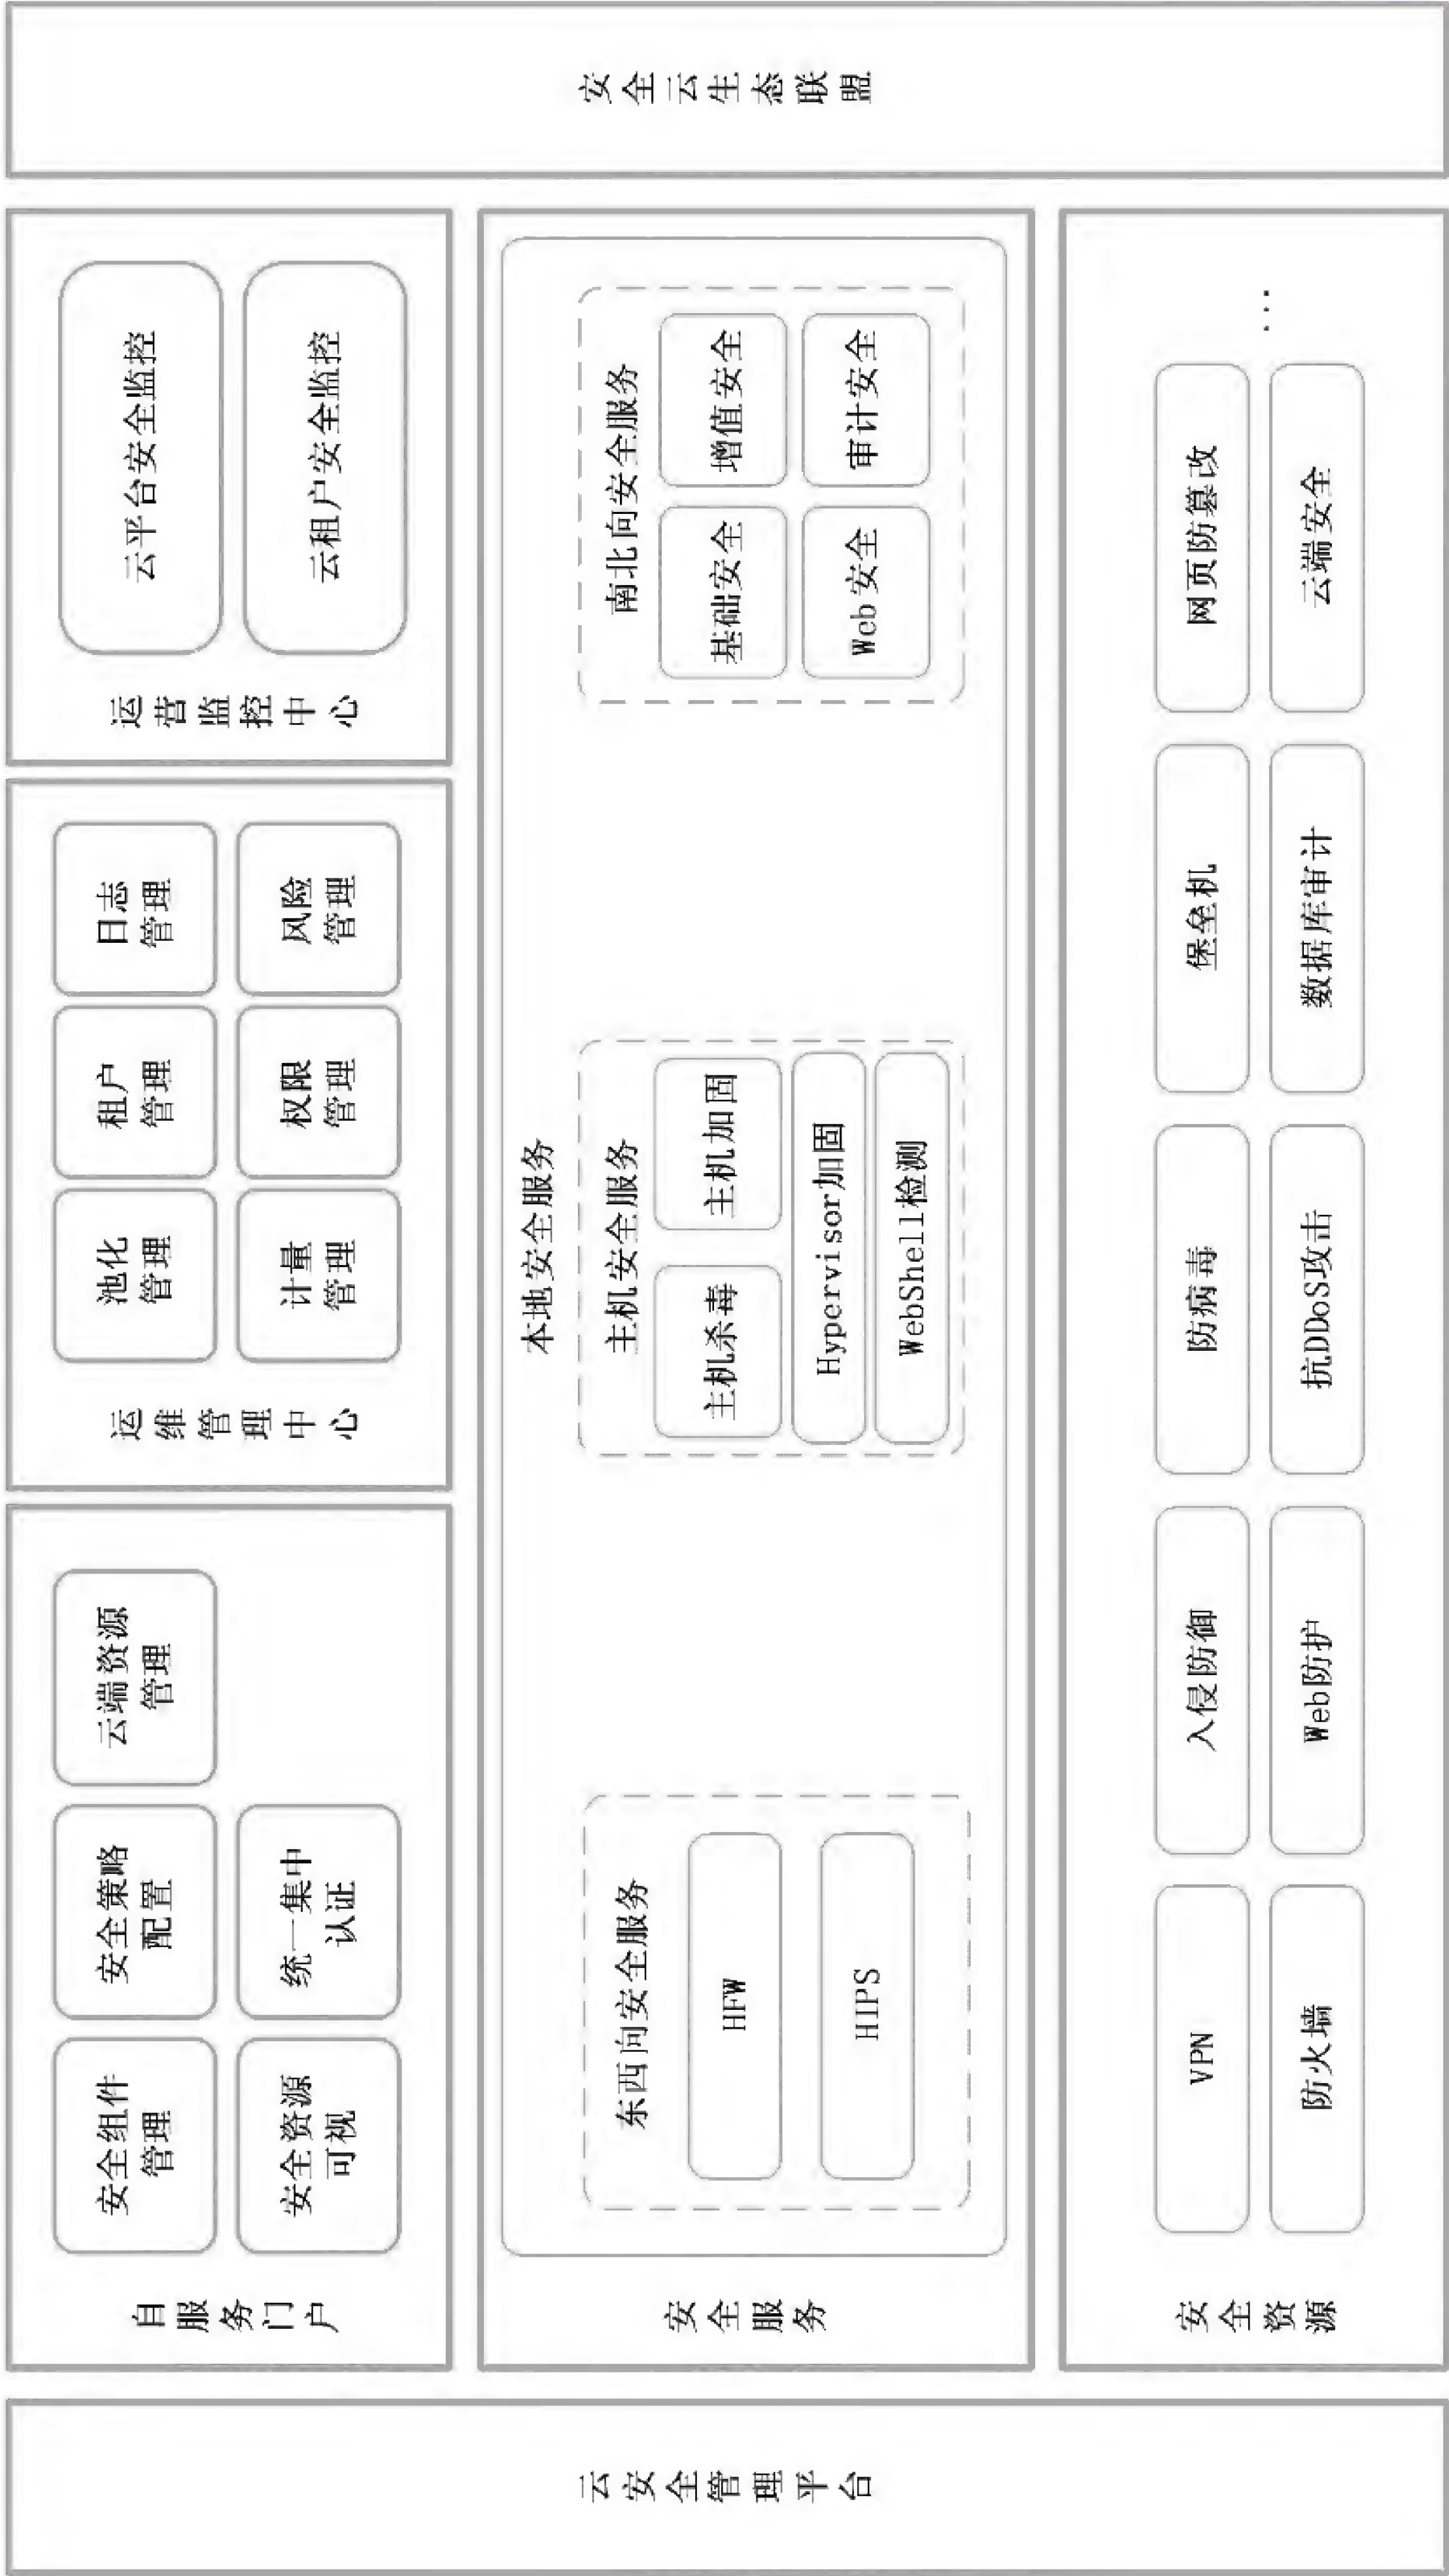 云安全管理平台
自服务门户
安全组件
管理
安全策略
配置
云端资源
管理
安全资源
可视
统一集中
认证
运维管理中心
池化
管理
租户
管理
日志
管理
计量
管理
权限
管理
风险
管理
运营监控中心
云平台安全监控
云租户安全监控
安全服务
本地安全服务
东西向安全服务
HFW
HIPS
主机安全服务
主机杀毒
主机加固
Hypervisor加固
WebShell检测
南北向安全服务
基础安全
增值安全
Web安全
审计安全
安全资源
VPN
入侵防御
防病毒
堡垒机
网页防篡改
...
防火墙
Web防护
抗DDoS攻击
数据库审计
云端安全
安全云生态联盟